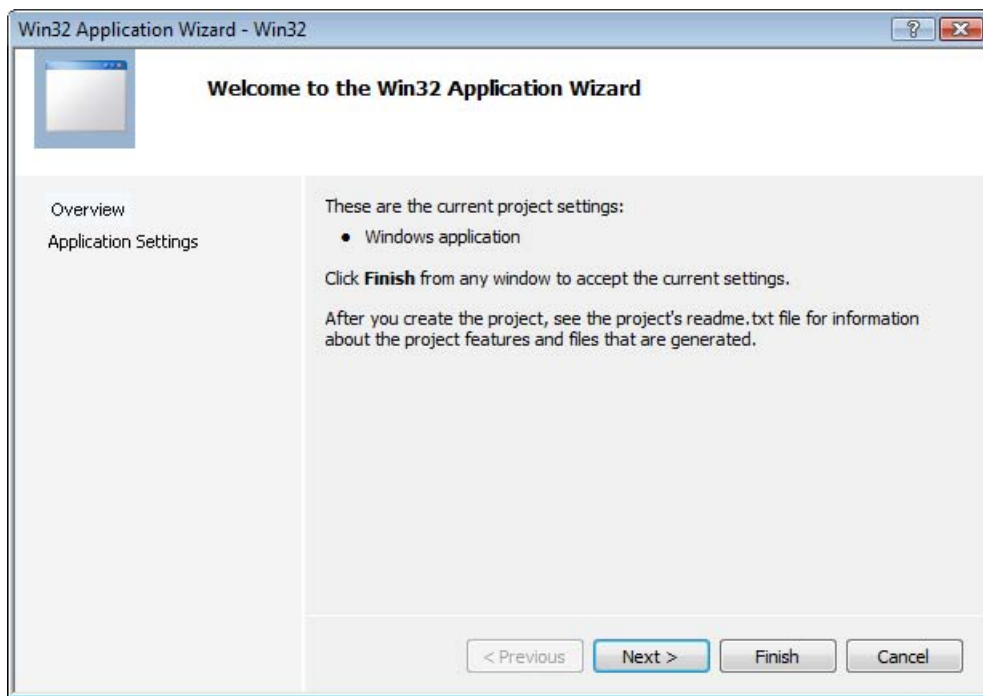 Win32 Application Wizard - Win32
Welcome to the Win32 Application Wizard
Overview
Application Settings
These are the current project settings:
• Windows application
Click Finish from any window to accept the current settings.
After you create the project, see the project's readme.txt file for information
about the project features and files that are generated.
< Previous
Next >
Finish
Cancel